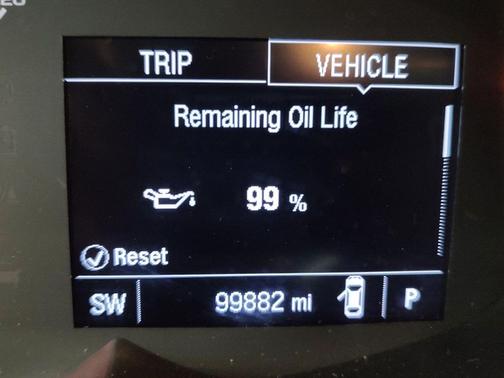 TRIP VEHICLE
Remaining Oil Life
99 %
Reset
SW 99882 mi P